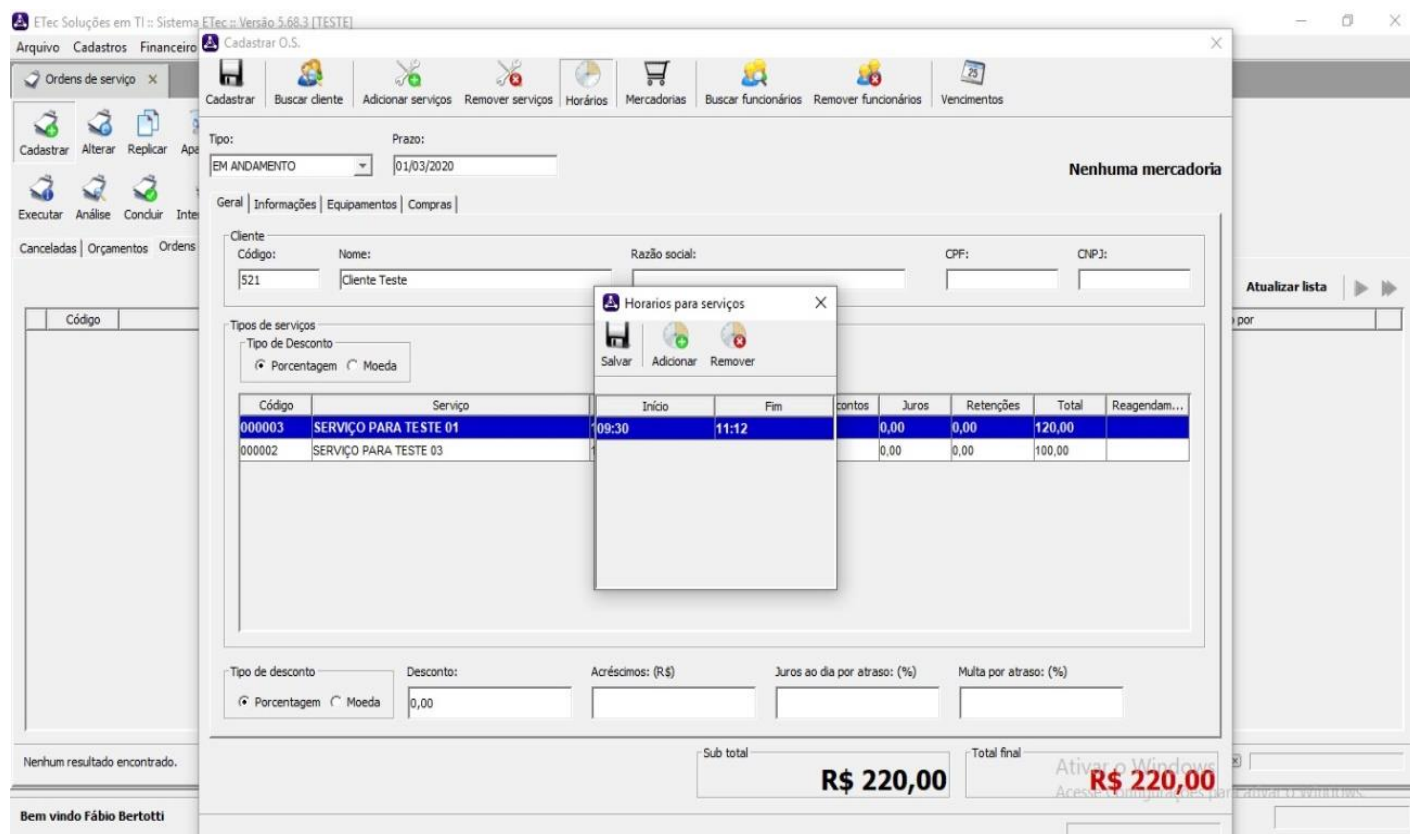 ETec Soluções em TI :: Sistema ETec :: Versão 5.68.3 [TESTE]
Arquivo Cadastros Financeiro
Cadastrar O.S.
Ordens de serviço
Cadastrar Buscar cliente Adicionar serviços Remover serviços Horários Mercadorias Buscar funcionários Remover funcionários Vencimentos
Cadastrar Alterar Replicar
Executar Análise Concluir
Canceladas Orçamentos Ordens
Tipo: Prazo:
EM ANDAMENTO 01/03/2020
Nenhuma mercadoria
Geral Informações Equipamentos Compras
Cliente
Código: Nome: Razão social: CPF: CNPJ:
521 Cliente Teste
Atualizar lista
Código
por
Tipos de serviços
Tipo de Desconto
Porcentagem Moeda
Horarios para serviços
Salvar Adicionar Remover
Início Fim
09:30 11:12
Código Serviço contos Juros Retenções Total Reagendam...
000003 SERVIÇO PARA TESTE 01 0,00 0,00 120,00
000002 SERVIÇO PARA TESTE 03 0,00 0,00 100,00
Tipo de desconto Desconto: Acréscimos: (R$) Juros ao dia por atraso: (%) Multa por atraso: (%)
Porcentagem Moeda 0,00
Sub total Total final
R$ 220,00 R$ 220,00
Ativar o Windows
Nenhum resultado encontrado.
Bem vindo Fábio Bertotti